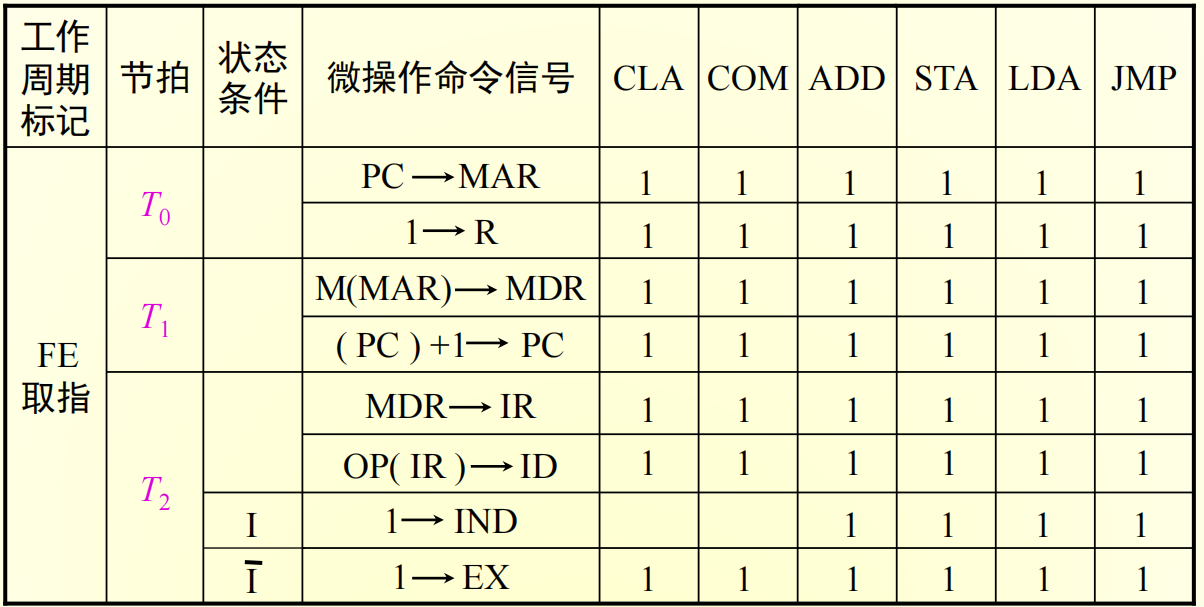 工作周期标记 节拍 状态条件 微操作命令信号 CLA COM ADD STA LDA JMP
FE 取指 T0 PC→MAR 1 1 1 1 1 1
1→R 1 1 1 1 1 1
T1 M(MAR)→MDR 1 1 1 1 1 1
( PC ) +1→ PC 1 1 1 1 1 1
T2 MDR→IR 1 1 1 1 1 1
OP( IR )→ID 1 1 1 1 1 1
I 1→IND 1 1 1 1
Ī 1→EX 1 1 1 1 1 1